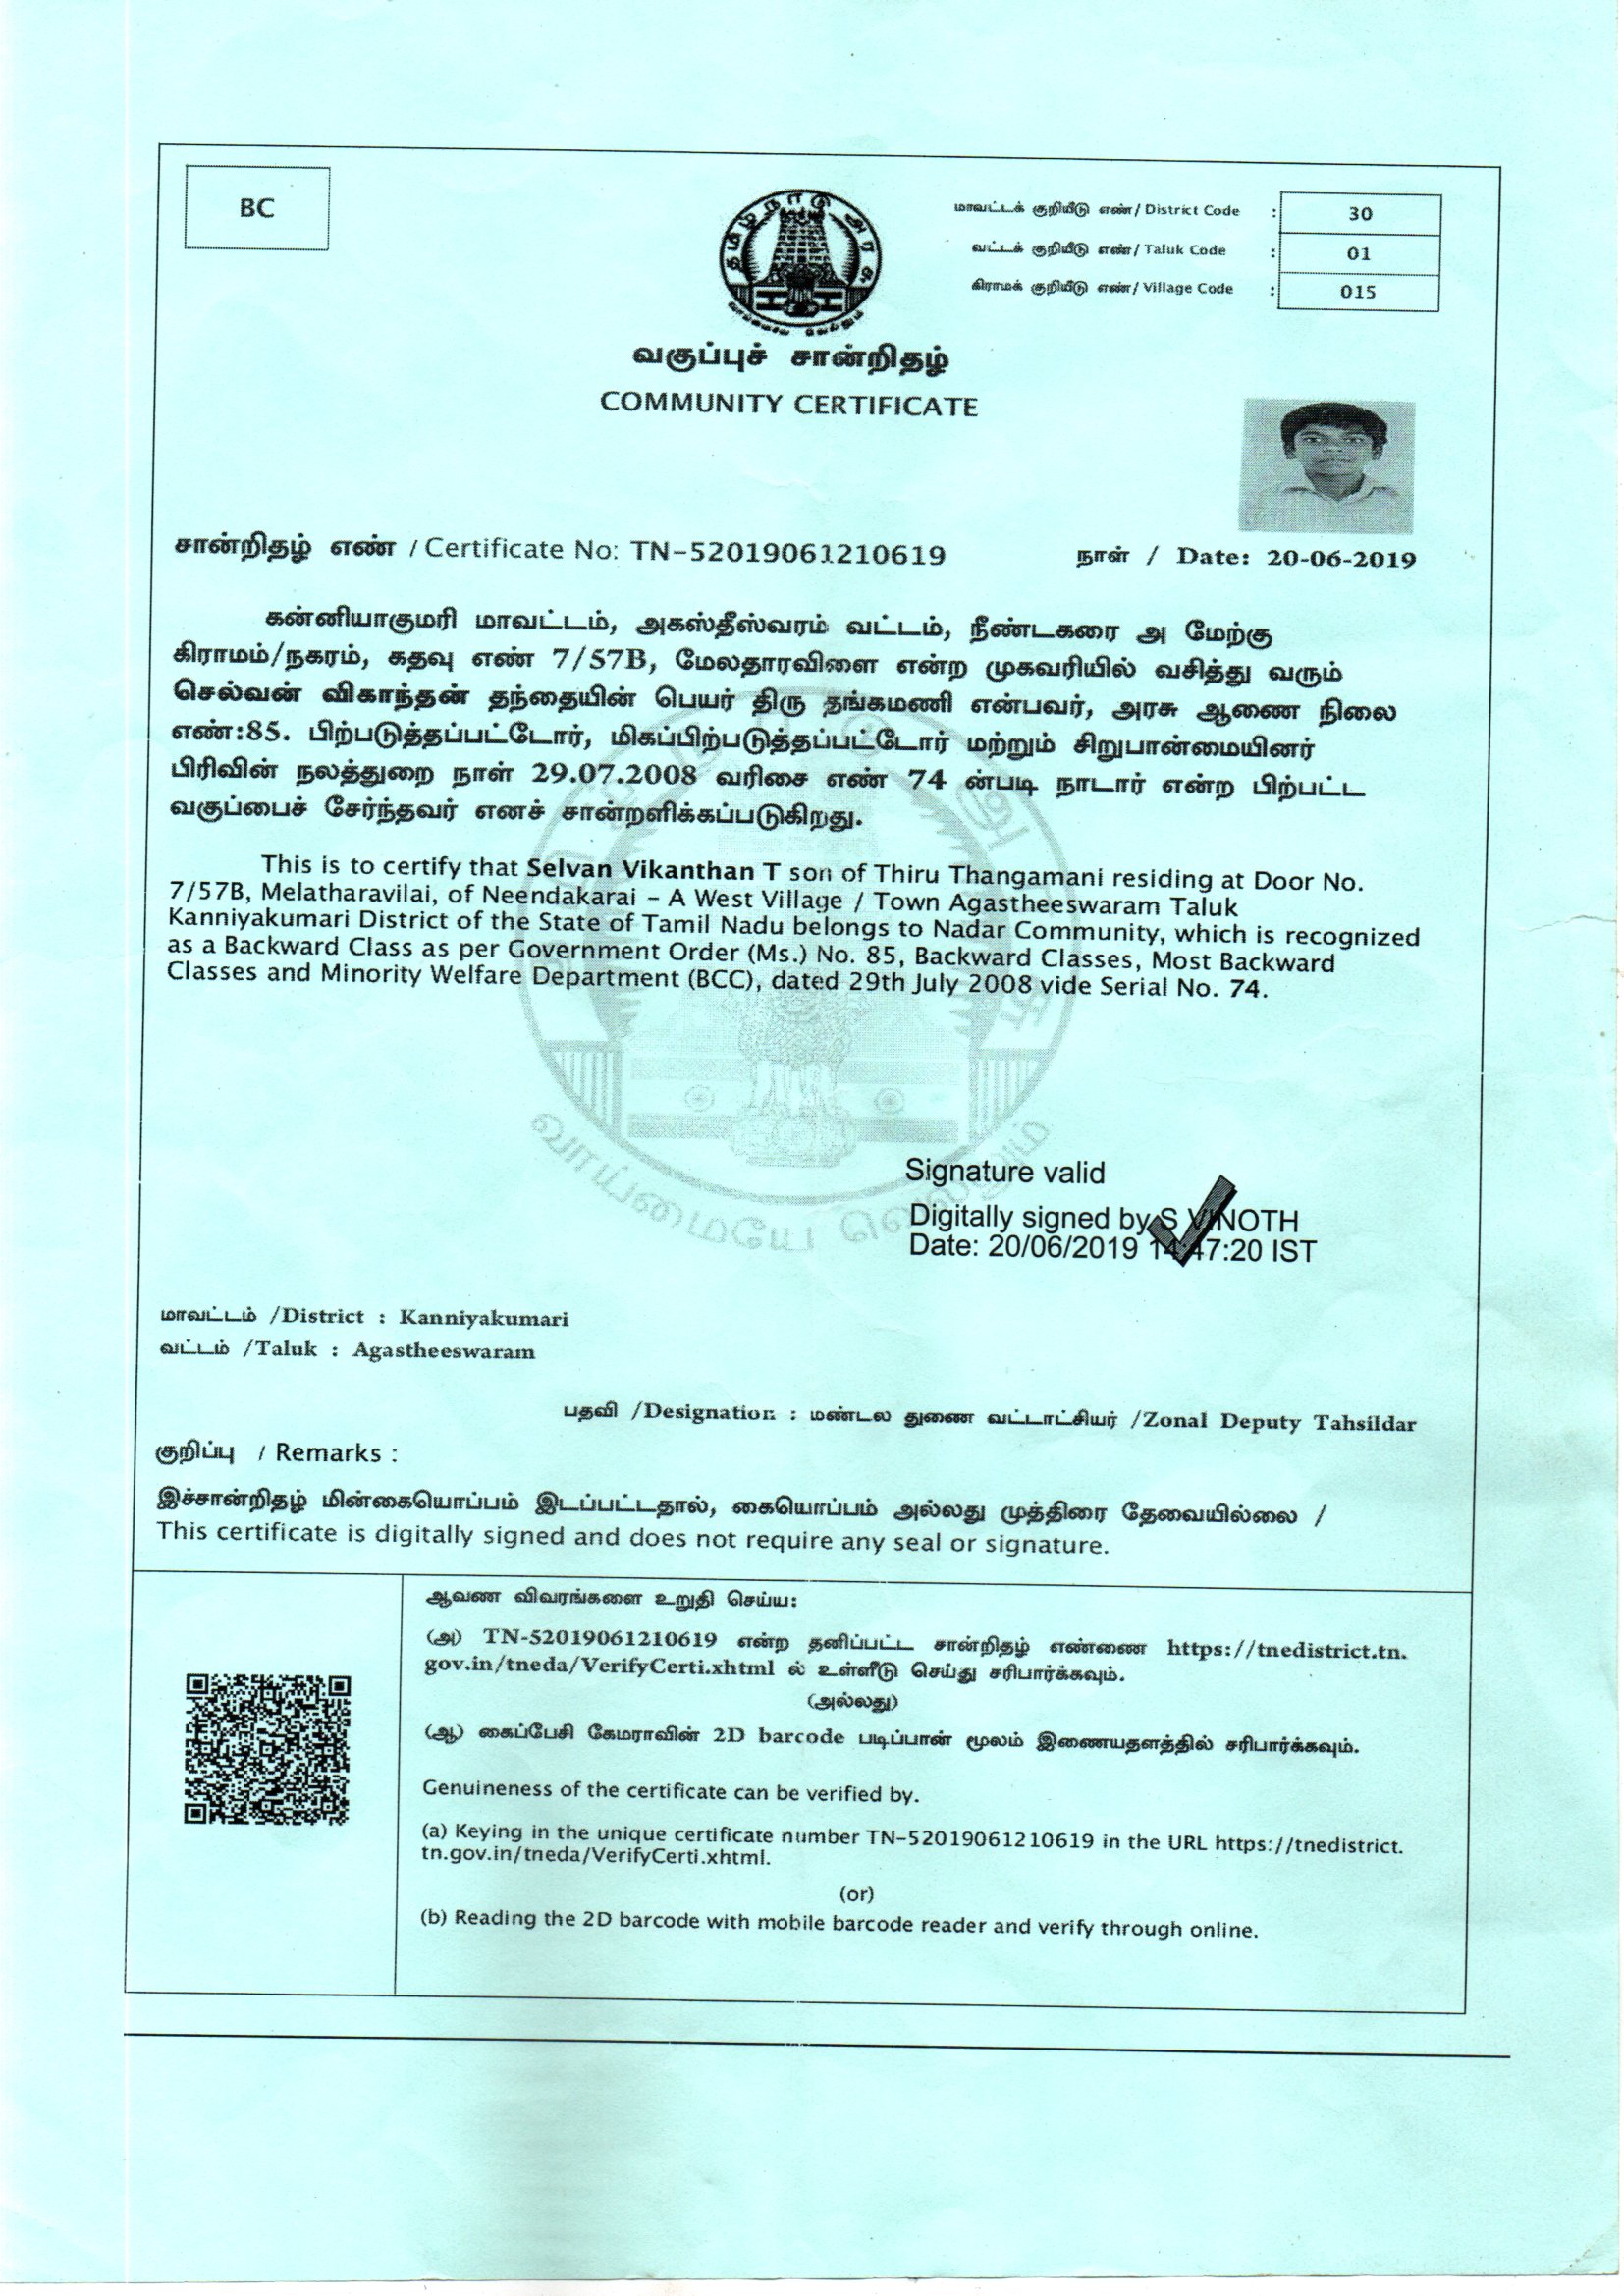 BC
தமிழ்நாடு அரசு
வாய்மையே வெல்லும்
மாவட்டக் குறியீடு எண்/ District Code : 30
வட்டக் குறியீடு எண்/ Taluk Code : 01
கிராமக் குறியீடு எண்/ Village Code : 015
வகுப்புச் சான்றிதழ்
COMMUNITY CERTIFICATE
சான்றிதழ் எண் / Certificate No: TN-52019061210619 நாள் / Date: 20-06-2019
கன்னியாகுமரி மாவட்டம், அகஸ்தீஸ்வரம் வட்டம், நீண்டகரை அ மேற்கு
கிராமம்/நகரம், கதவு எண் 7/57B, மேலதாரவிளை என்ற முகவரியில் வசித்து வரும்
செல்வன் விகாந்தன் தந்தையின் பெயர் திரு தங்கமணி என்பவர், அரசு ஆணை நிலை
எண்:85. பிற்படுத்தப்பட்டோர், மிகப்பிற்படுத்தப்பட்டோர் மற்றும் சிறுபான்மையினர்
பிரிவின் நலத்துறை நாள் 29.07.2008 வரிசை எண் 74 ன்படி நாடார் என்ற பிற்பட்ட
வகுப்பைச் சேர்ந்தவர் எனச் சான்றளிக்கப்படுகிறது.
This is to certify that Selvan Vikanthan T son of Thiru Thangamani residing at Door No.
7/57B, Melatharavilai, of Neendakarai – A West Village / Town Agastheeswaram Taluk
Kanniyakumari District of the State of Tamil Nadu belongs to Nadar Community, which is recognized
as a Backward Class as per Government Order (Ms.) No. 85, Backward Classes, Most Backward
Classes and Minority Welfare Department (BCC), dated 29th July 2008 vide Serial No. 74.
வாய்மையே வெல்லும்
Signature valid
Digitally signed by S VINOTH
Date: 20/06/2019 14:47:20 IST
மாவட்டம் /District : Kanniyakumari
வட்டம் /Taluk : Agastheeswaram
பதவி /Designation : மண்டல துணை வட்டாட்சியர் /Zonal Deputy Tahsildar
குறிப்பு / Remarks :
இச்சான்றிதழ் மின்கையொப்பம் இடப்பட்டதால், கையொப்பம் அல்லது முத்திரை தேவையில்லை /
This certificate is digitally signed and does not require any seal or signature.
ஆவண விவரங்களை உறுதி செய்ய:
(அ) TN-52019061210619 என்ற தனிப்பட்ட சான்றிதழ் எண்ணை https://tnedistrict.tn.
gov.in/tneda/VerifyCerti.xhtml ல் உள்ளீடு செய்து சரிபார்க்கவும்.
(அல்லது)
(ஆ) கைப்பேசி கேமராவின் 2D barcode படிப்பான் மூலம் இணையதளத்தில் சரிபார்க்கவும்.
Genuineness of the certificate can be verified by.
(a) Keying in the unique certificate number TN-52019061210619 in the URL https://tnedistrict.
tn.gov.in/tneda/VerifyCerti.xhtml.
(or)
(b) Reading the 2D barcode with mobile barcode reader and verify through online.